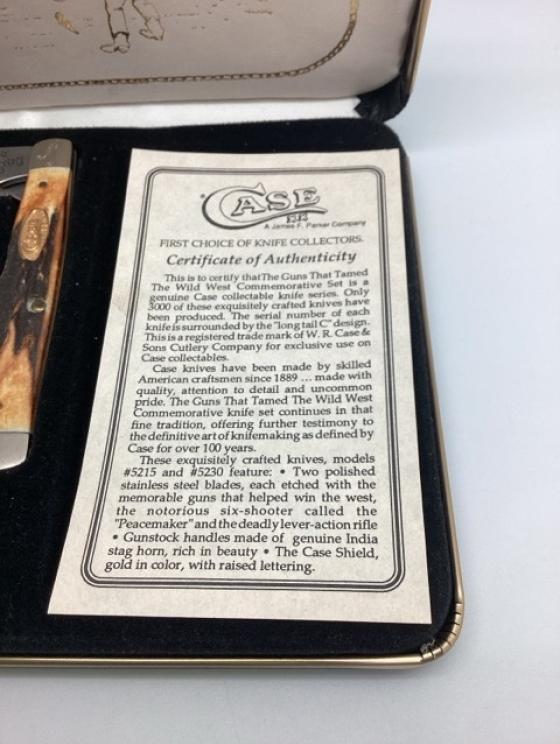 CASE
XX
A James F. Parker Company
FIRST CHOICE OF KNIFE COLLECTORS.
Certificate of Authenticity
This is to certify thatThe Guns That Tamed
The Wild West Commemorative Set is a
genuine Case collectable knife series. Only
3000 of these exquisitely crafted knives have
been produced. The serial number of each
knife is surrounded by the "long tail C" design.
This is a registered trade mark of W. R. Case &
Sons Cutlery Company for exclusive use on
Case collectables.
Case knives have been made by skilled
American craftsmen since 1889 ... made with
quality, attention to detail and uncommon
pride. The Guns That Tamed The Wild West
Commemorative knife set continues in that
fine tradition, offering further testimony to
the definitive art of knifemaking as defined by
Case for over 100 years.
These exquisitely crafted knives, models
#5215 and #5230 feature: • Two polished
stainless steel blades, each etched with the
memorable guns that helped win the west,
the notorious six-shooter called the
"Peacemaker" and the deadly lever-action rifle
• Gunstock handles made of genuine India
stag horn, rich in beauty • The Case Shield,
gold in color, with raised lettering.